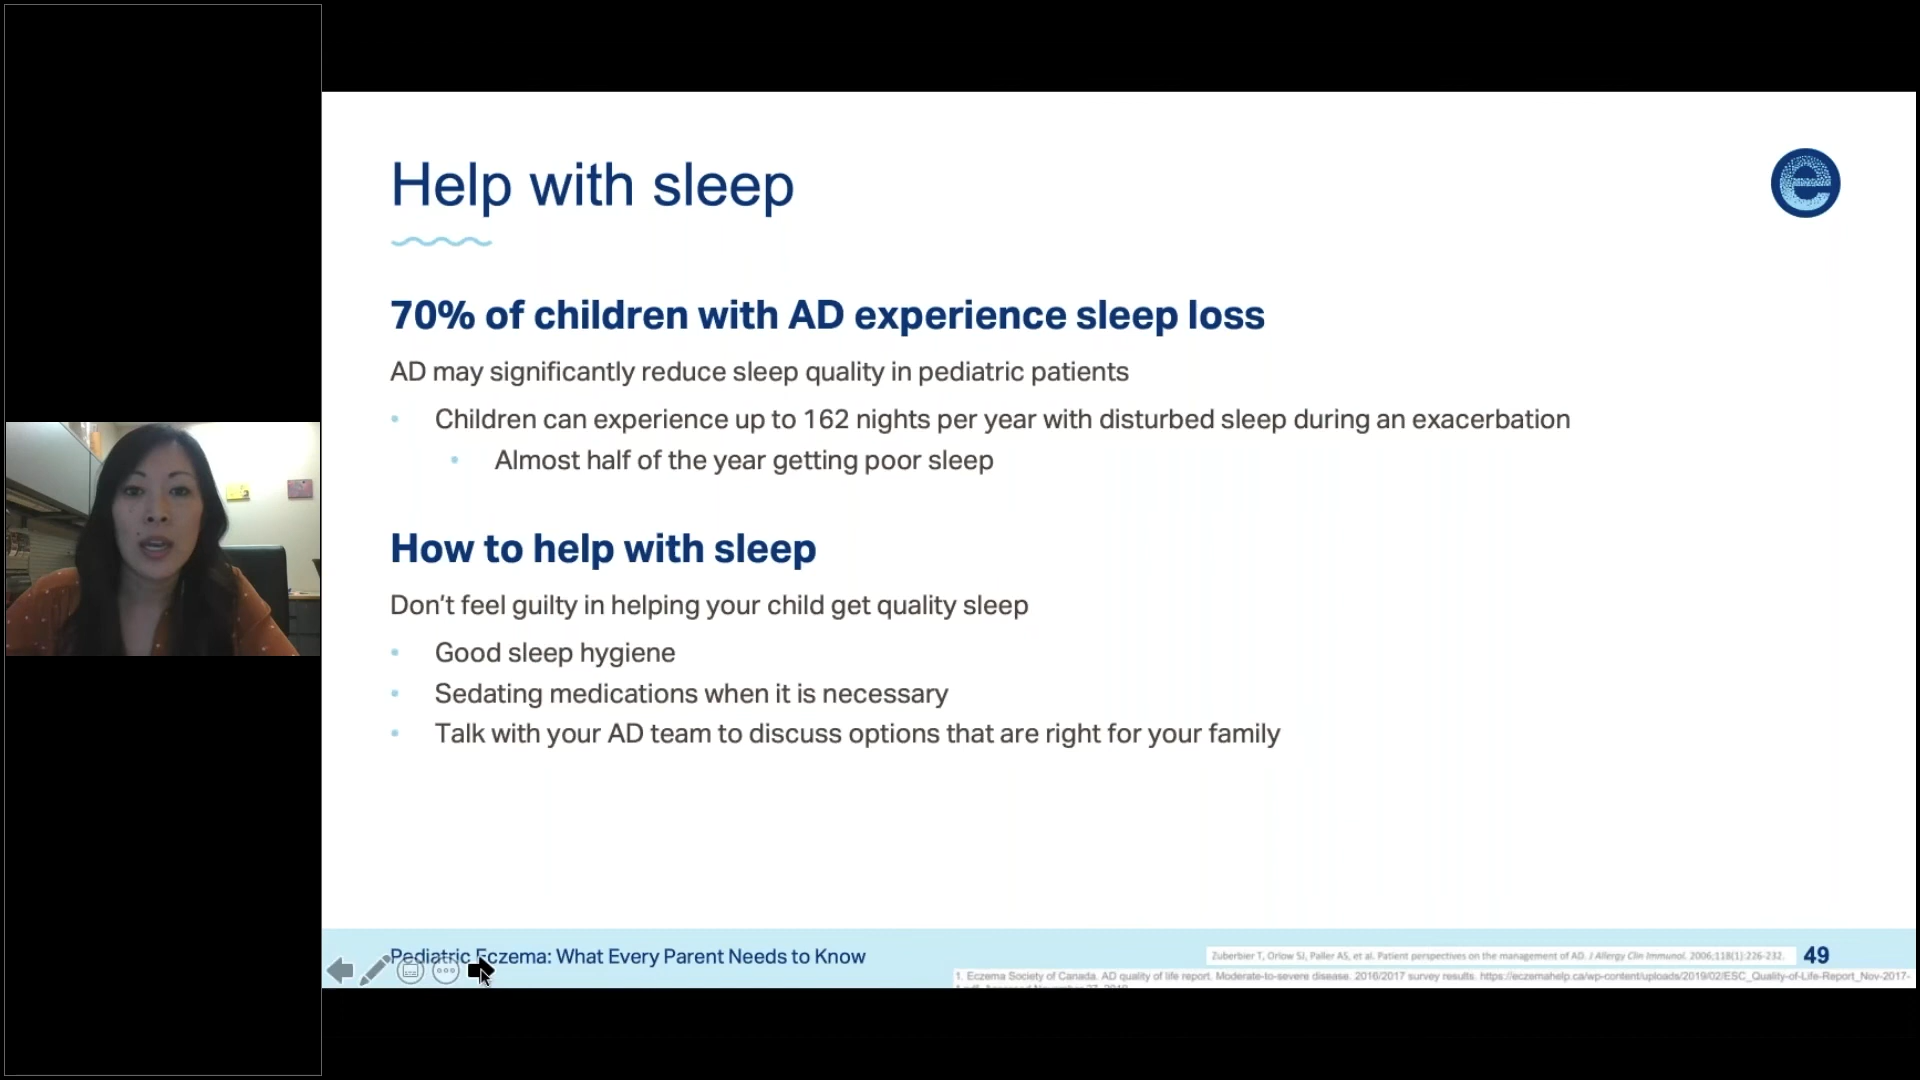 Help with sleep
70% of children with AD experience sleep loss
AD may significantly reduce sleep quality in pediatric patients
• Children can experience up to 162 nights per year with disturbed sleep during an exacerbation
• Almost half of the year getting poor sleep
How to help with sleep
Don't feel guilty in helping your child get quality sleep
• Good sleep hygiene
• Sedating medications when it is necessary
• Talk with your AD team to discuss options that are right for your family
Pediatric Eczema: What Every Parent Needs to Know
Zuberbier T, Orlow SJ, Paller AS, et al. Patient perspectives on the management of AD. J Allergy Clin Immunol. 2006;118(1):226-232.
49
1. Eczema Society of Canada. AD quality of life report. Moderate-to-severe disease. 2016/2017 survey results. https://eczemahelp.ca/wp-content/uploads/2019/02/ESC_Quality-of-Life-Report_Nov-2017-